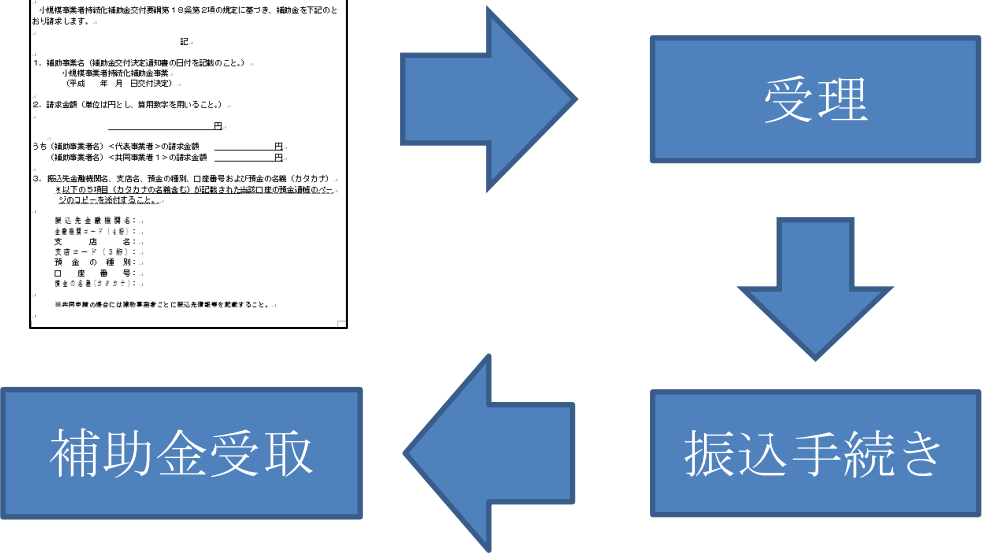 小規模事業者持続化補助金交付要綱第１８条第２項の規定に基づき、補助金を下記のと
おり請求します。
記
１．補助事業名（補助金交付決定通知書の日付を記載のこと。）
小規模事業者持続化補助金事業
（平成　　年　月　日交付決定）
２．請求金額（単位は円とし、算用数字を用いること。）
円
うち（補助事業者名）＜代表事業者＞の請求金額　円
（補助事業者名）＜共同事業者１＞の請求金額　円
３．振込先金融機関名、支店名、預金の種別、口座番号および預金の名義（カタカナ）
＊以下の５項目（カタカナの名義含む）が記載された当該口座の預金通帳のペー
ジのコピーを添付すること。
振込先金融機関名：
金融機関コード（４桁）：
支店名：
支店コード（３桁）：
預金の種別：
口座番号：
預金の名義（カタカナ）：
※共同申請の場合には補助事業者ごとに振込先情報等を記載すること。
受理
振込手続き
補助金受取